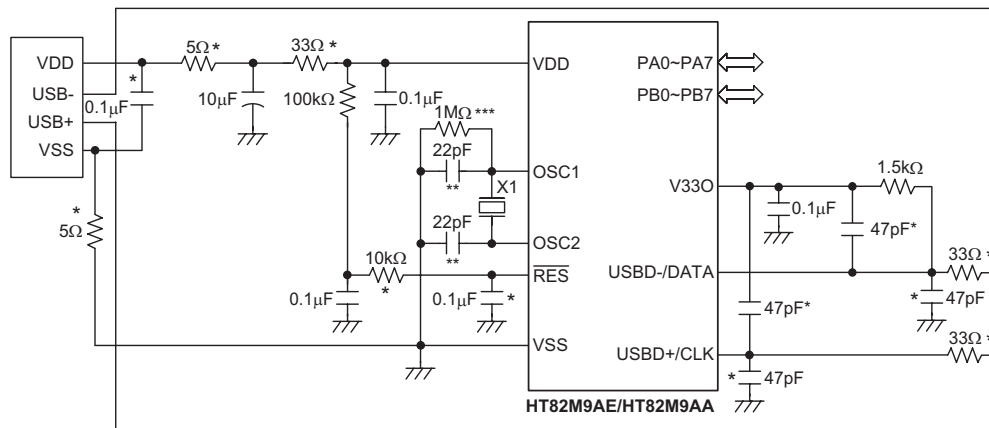 VDD
USB-
USB+
VSS
*
0.1μF
5Ω *
10μF
33Ω *
100kΩ
0.1μF
1MΩ ***
22pF
**
X1
22pF
**
*
5Ω
10kΩ
*
0.1μF
0.1μF
*
VDD
OSC1
OSC2
RES
VSS
PA0~PA7
PB0~PB7
V33O
USBD-/DATA
USBD+/CLK
HT82M9AE/HT82M9AA
1.5kΩ
0.1μF
47pF*
33Ω *
* 47pF
47pF*
33Ω *
* 47pF